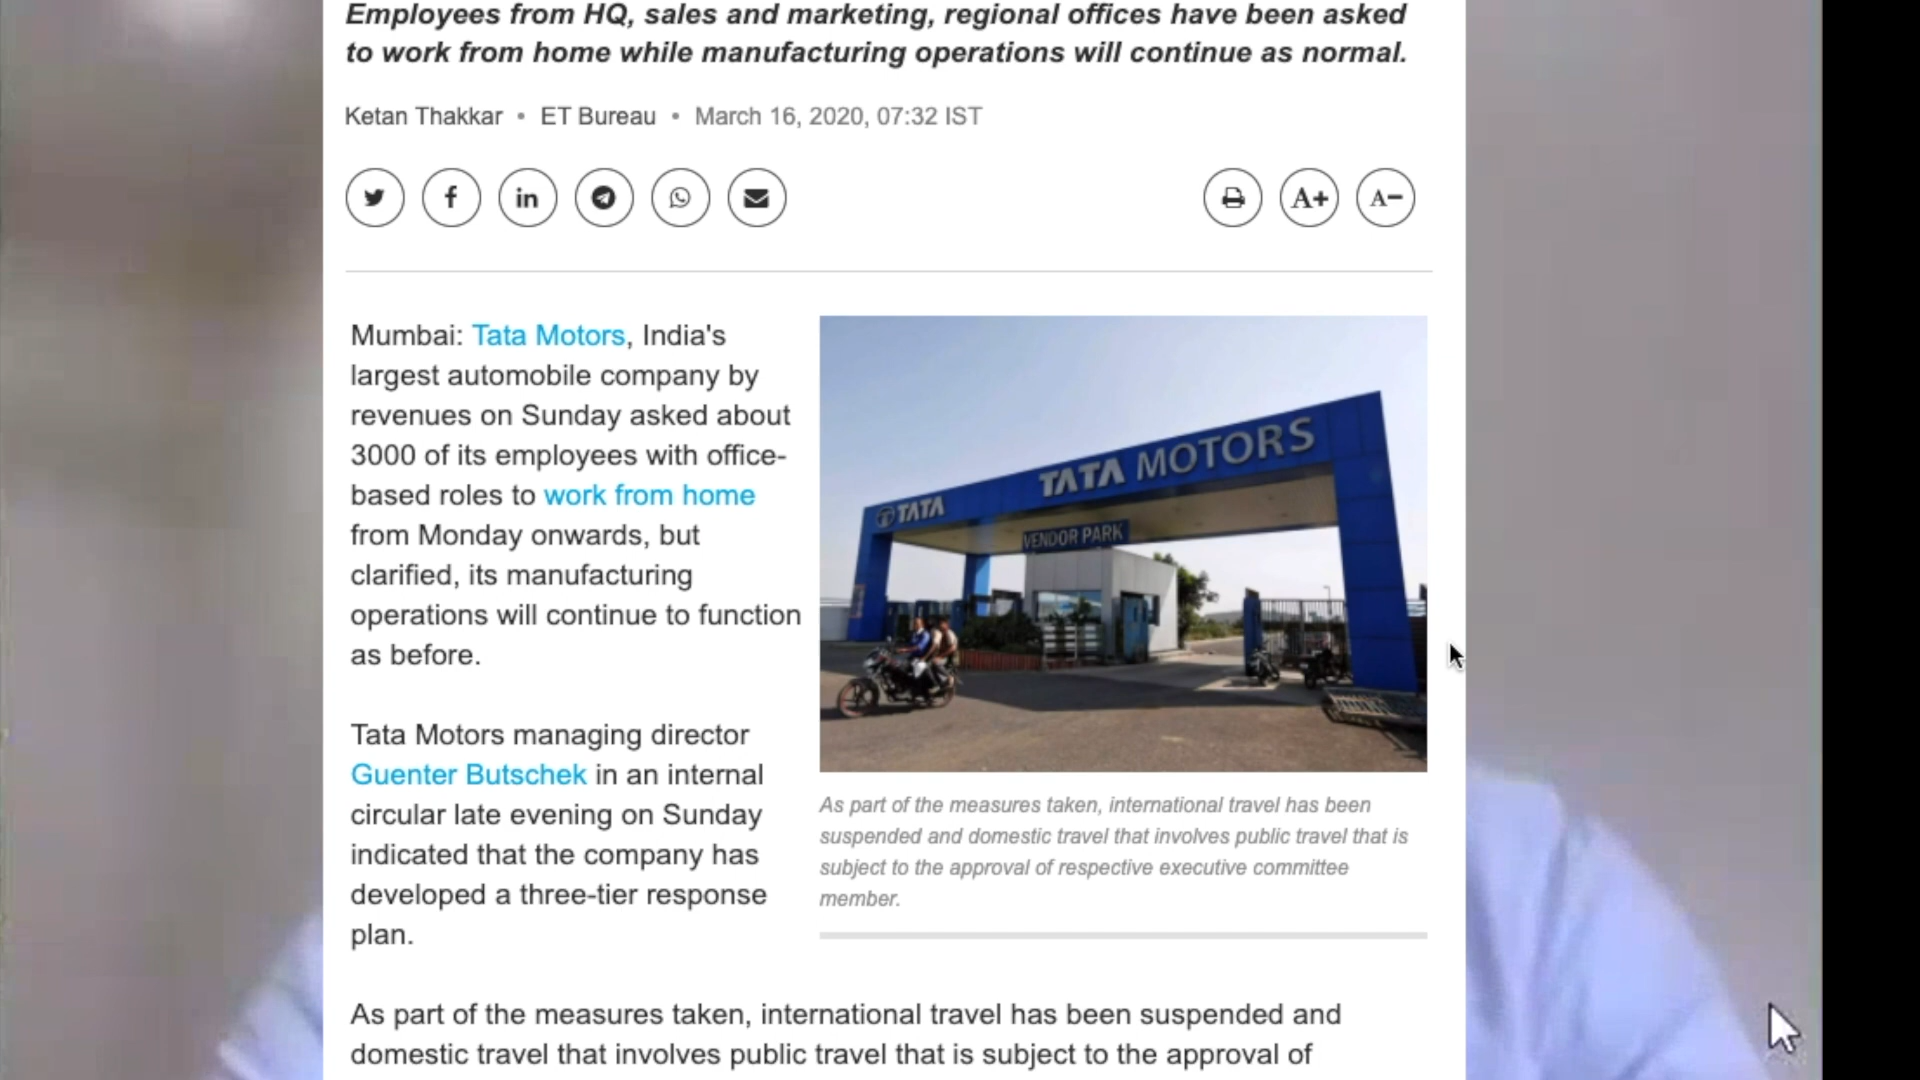 Employees from HQ, sales and marketing, regional offices have been asked
to work from home while manufacturing operations will continue as normal.
Ketan Thakkar • ET Bureau • March 16, 2020, 07:32 IST
A+ A-
Mumbai: Tata Motors, India's
largest automobile company by
revenues on Sunday asked about
3000 of its employees with office-
based roles to work from home
from Monday onwards, but
clarified, its manufacturing
operations will continue to function
as before.
Tata Motors managing director
Guenter Butschek in an internal
circular late evening on Sunday
indicated that the company has
developed a three-tier response
plan.
TATA
TATA MOTORS
VENDOR PARK
As part of the measures taken, international travel has been
suspended and domestic travel that involves public travel that is
subject to the approval of respective executive committee
member.
As part of the measures taken, international travel has been suspended and
domestic travel that involves public travel that is subject to the approval of